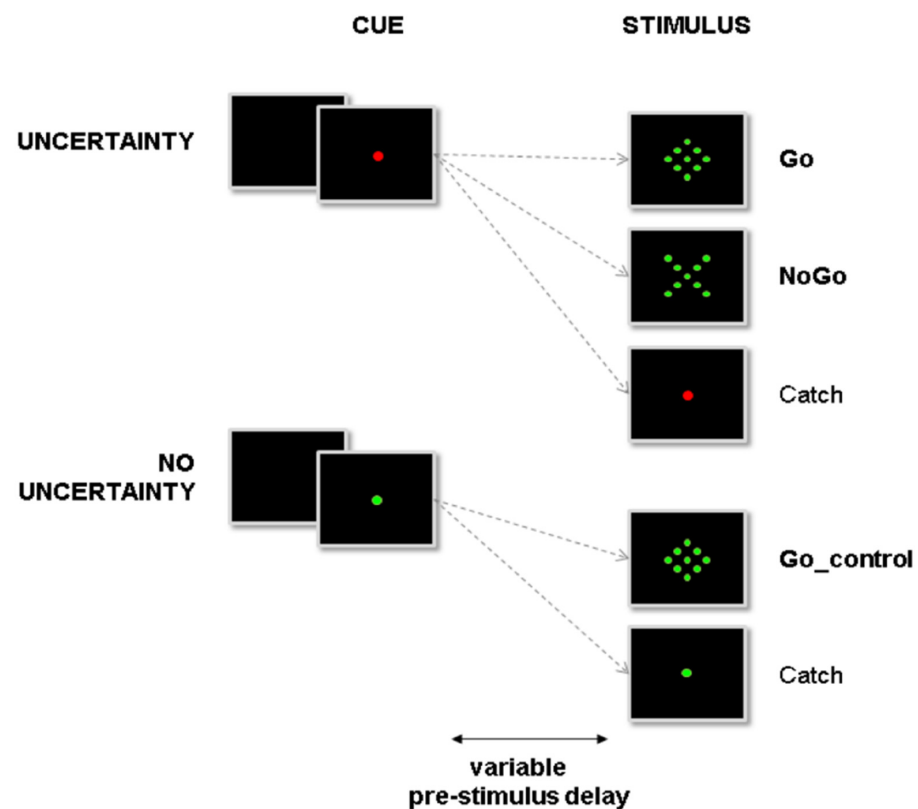 CUE
STIMULUS
UNCERTAINTY
Go
NoGo
Catch
NO
UNCERTAINTY
Go_control
Catch
variable
pre-stimulus delay